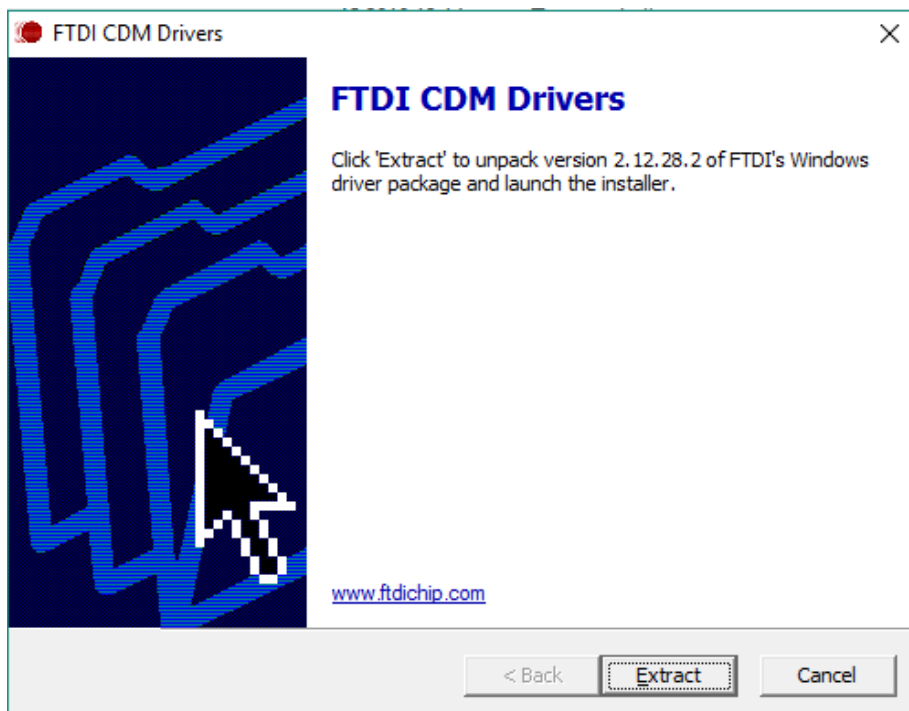 FTDI CDM Drivers
FTDI CDM Drivers
Click 'Extract' to unpack version 2.12.28.2 of FTDI's Windows
driver package and launch the installer.
www.ftdichip.com
< Back
Extract
Cancel